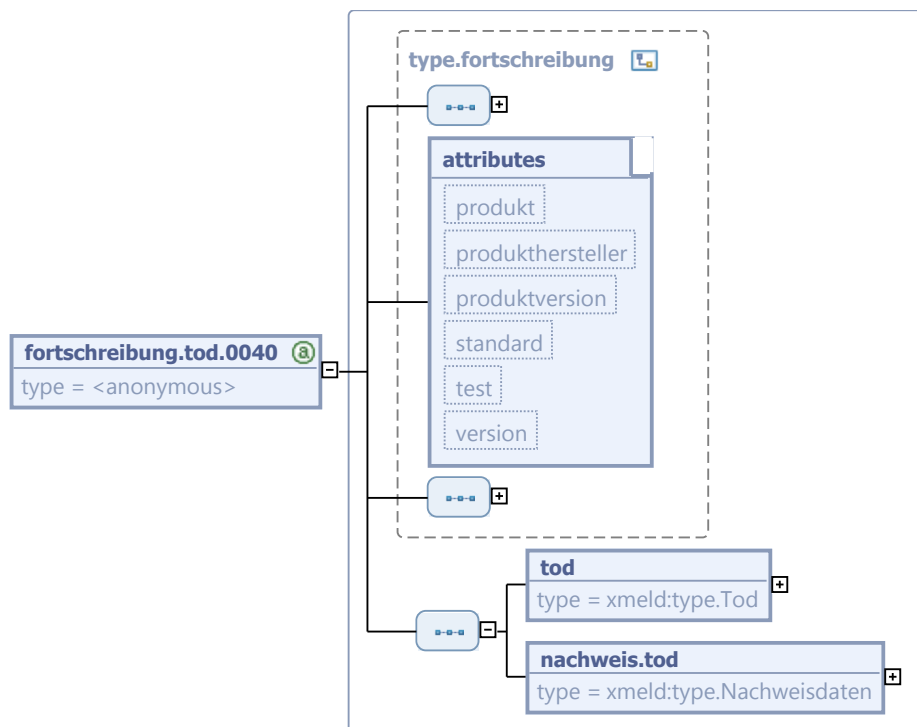 type.fortschreibung
attributes
produkt
produkthersteller
produktversion
standard
test
version
fortschreibung.tod.0040 a
type = <anonymous>
tod
type = xmeld:type.Tod
nachweis.tod
type = xmeld:type.Nachweisdaten